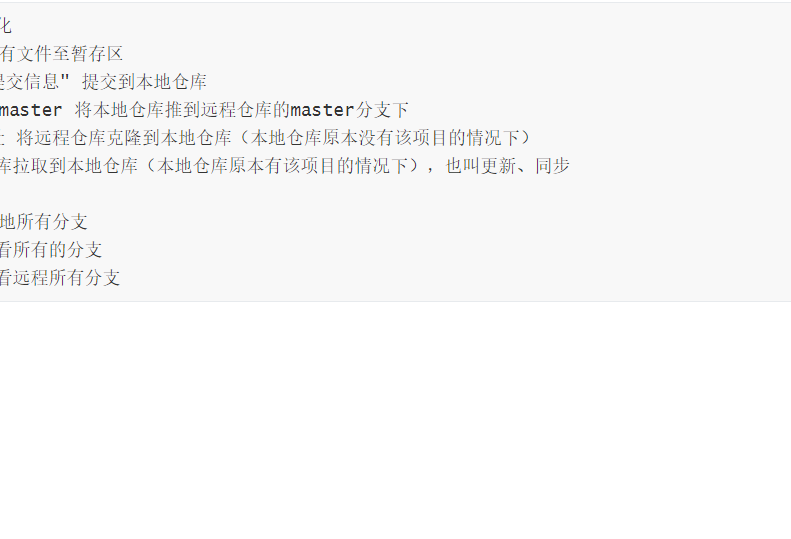 化
有文件至暂存区
提交信息" 提交到本地仓库
master 将本地仓库推到远程仓库的master分支下
将远程仓库克隆到本地仓库（本地仓库原本没有该项目的情况下）
库拉取到本地仓库（本地仓库原本有该项目的情况下），也叫更新、同步
地所有分支
看所有的分支
看远程所有分支